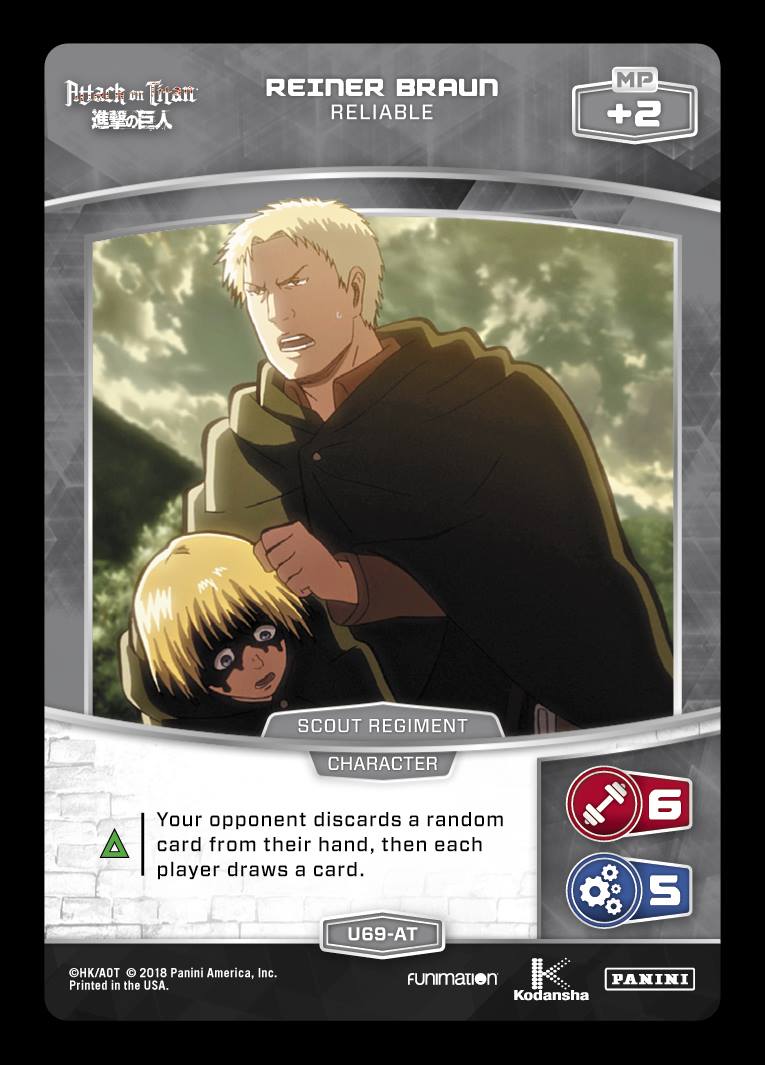 Attack on Titan
進撃の巨人
REINER BRAUN
RELIABLE
MP
+2
SCOUT REGIMENT
CHARACTER
Your opponent discards a random
card from their hand, then each
player draws a card.
6
5
U69-AT
©HK/AOT © 2018 Panini America, Inc.
Printed in the USA.
FUNIMATION
Kodansha
PANINI